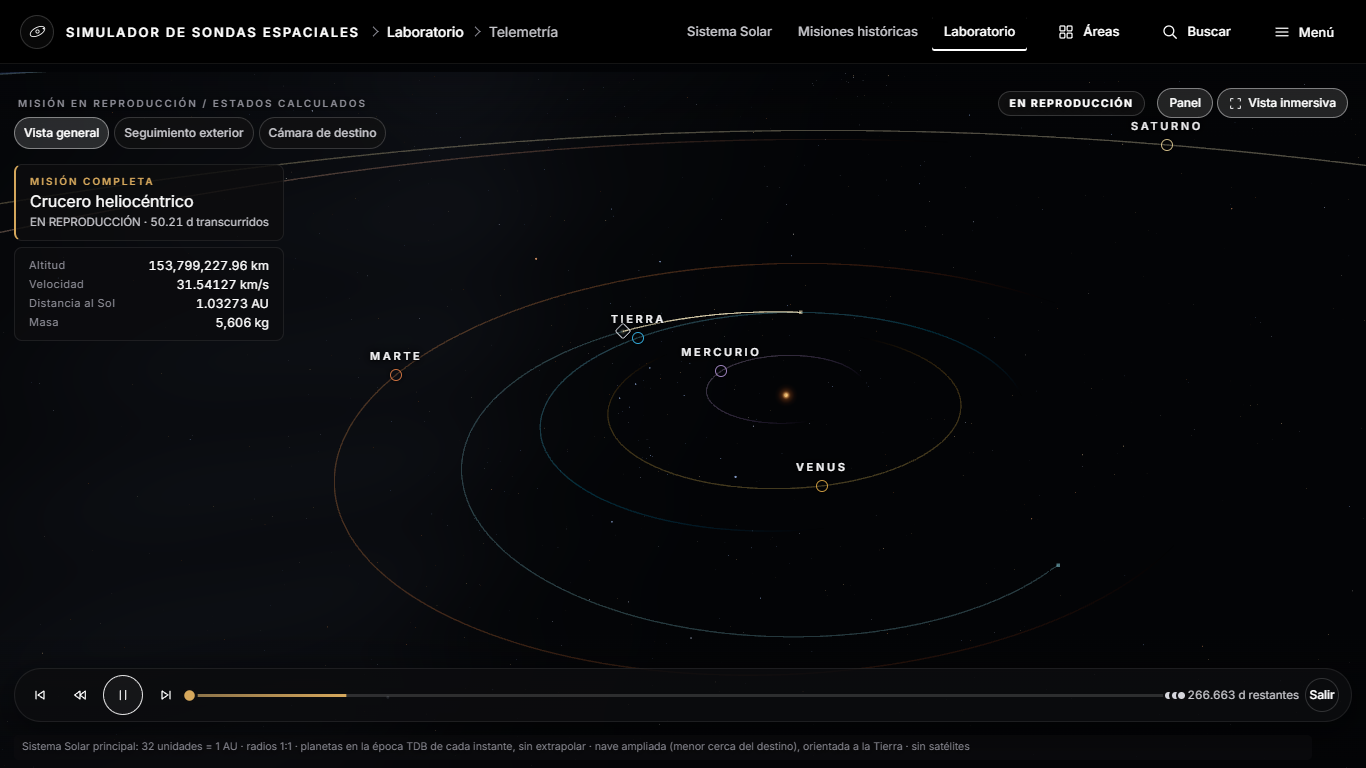 SIMULADOR DE SONDAS ESPACIALES > Laboratorio > Telemetría
Sistema Solar Misiones históricas Laboratorio Áreas Buscar Menú
MISIÓN EN REPRODUCCIÓN / ESTADOS CALCULADOS
EN REPRODUCCIÓN Panel Vista inmersiva
Vista general Seguimiento exterior Cámara de destino
SATURNO
MISIÓN COMPLETA
Crucero heliocéntrico
EN REPRODUCCIÓN · 50.21 d transcurridos
Altitud 153,799,227.96 km
Velocidad 31.54127 km/s
Distancia al Sol 1.03273 AU
Masa 5,606 kg
TIERRA
MERCURIO
MARTE
VENUS
266.663 d restantes Salir
Sistema Solar principal: 32 unidades = 1 AU · radios 1:1 · planetas en la época TDB de cada instante, sin extrapolar · nave ampliada (menor cerca del destino), orientada a la Tierra · sin satélites